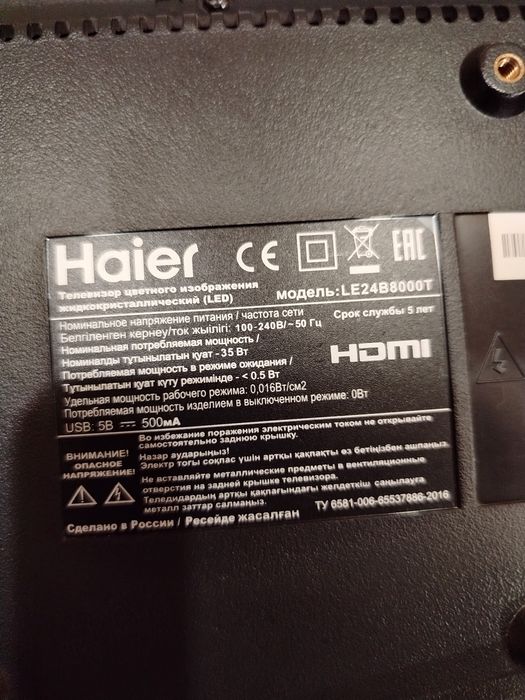 Haier CE EAC
Телевизор цветного изображения
жидкокристаллический (LED) модель:LE24B8000T
Номинальное напряжение питания / частота сети Срок службы 5 лет
Белгіленген кернеу/ток жыілігі: 100-240В/~50 Гц
Номинальная потребляемая мощность /
Номиналды тұтынылатын қуат -35 Вт
Потребляемая мощность в режиме ожидания /
Тұтынылатын қуат күту режимінде - < 0.5 Вт
HDMI
Удельная мощность рабочего режима: 0,016Вт/см2
Потребляемая мощность изделием в выключенном режиме: 0Вт
USB: 5В 500мА
ВНИМАНИЕ!
ОПАСНОЕ
НАПРЯЖЕНИЕ!
Во избежание поражения электрическим током не открывайте
самостоятельно заднюю крышку.
Назар аударыңыз!
Электр тогы соқпас үшін артқы қақпақты өз бетіңізбен ашпаңыз.
Не вставляйте металлические предметы в вентиляционные
отверстия на задней крышке телевизора.
Теледидардың артқы қақпағындағы желдеткіш саңылауға
металл заттар салмаңыз.
Сделано в России / Ресейде жасалған ТУ 6581-006-65537886-2016